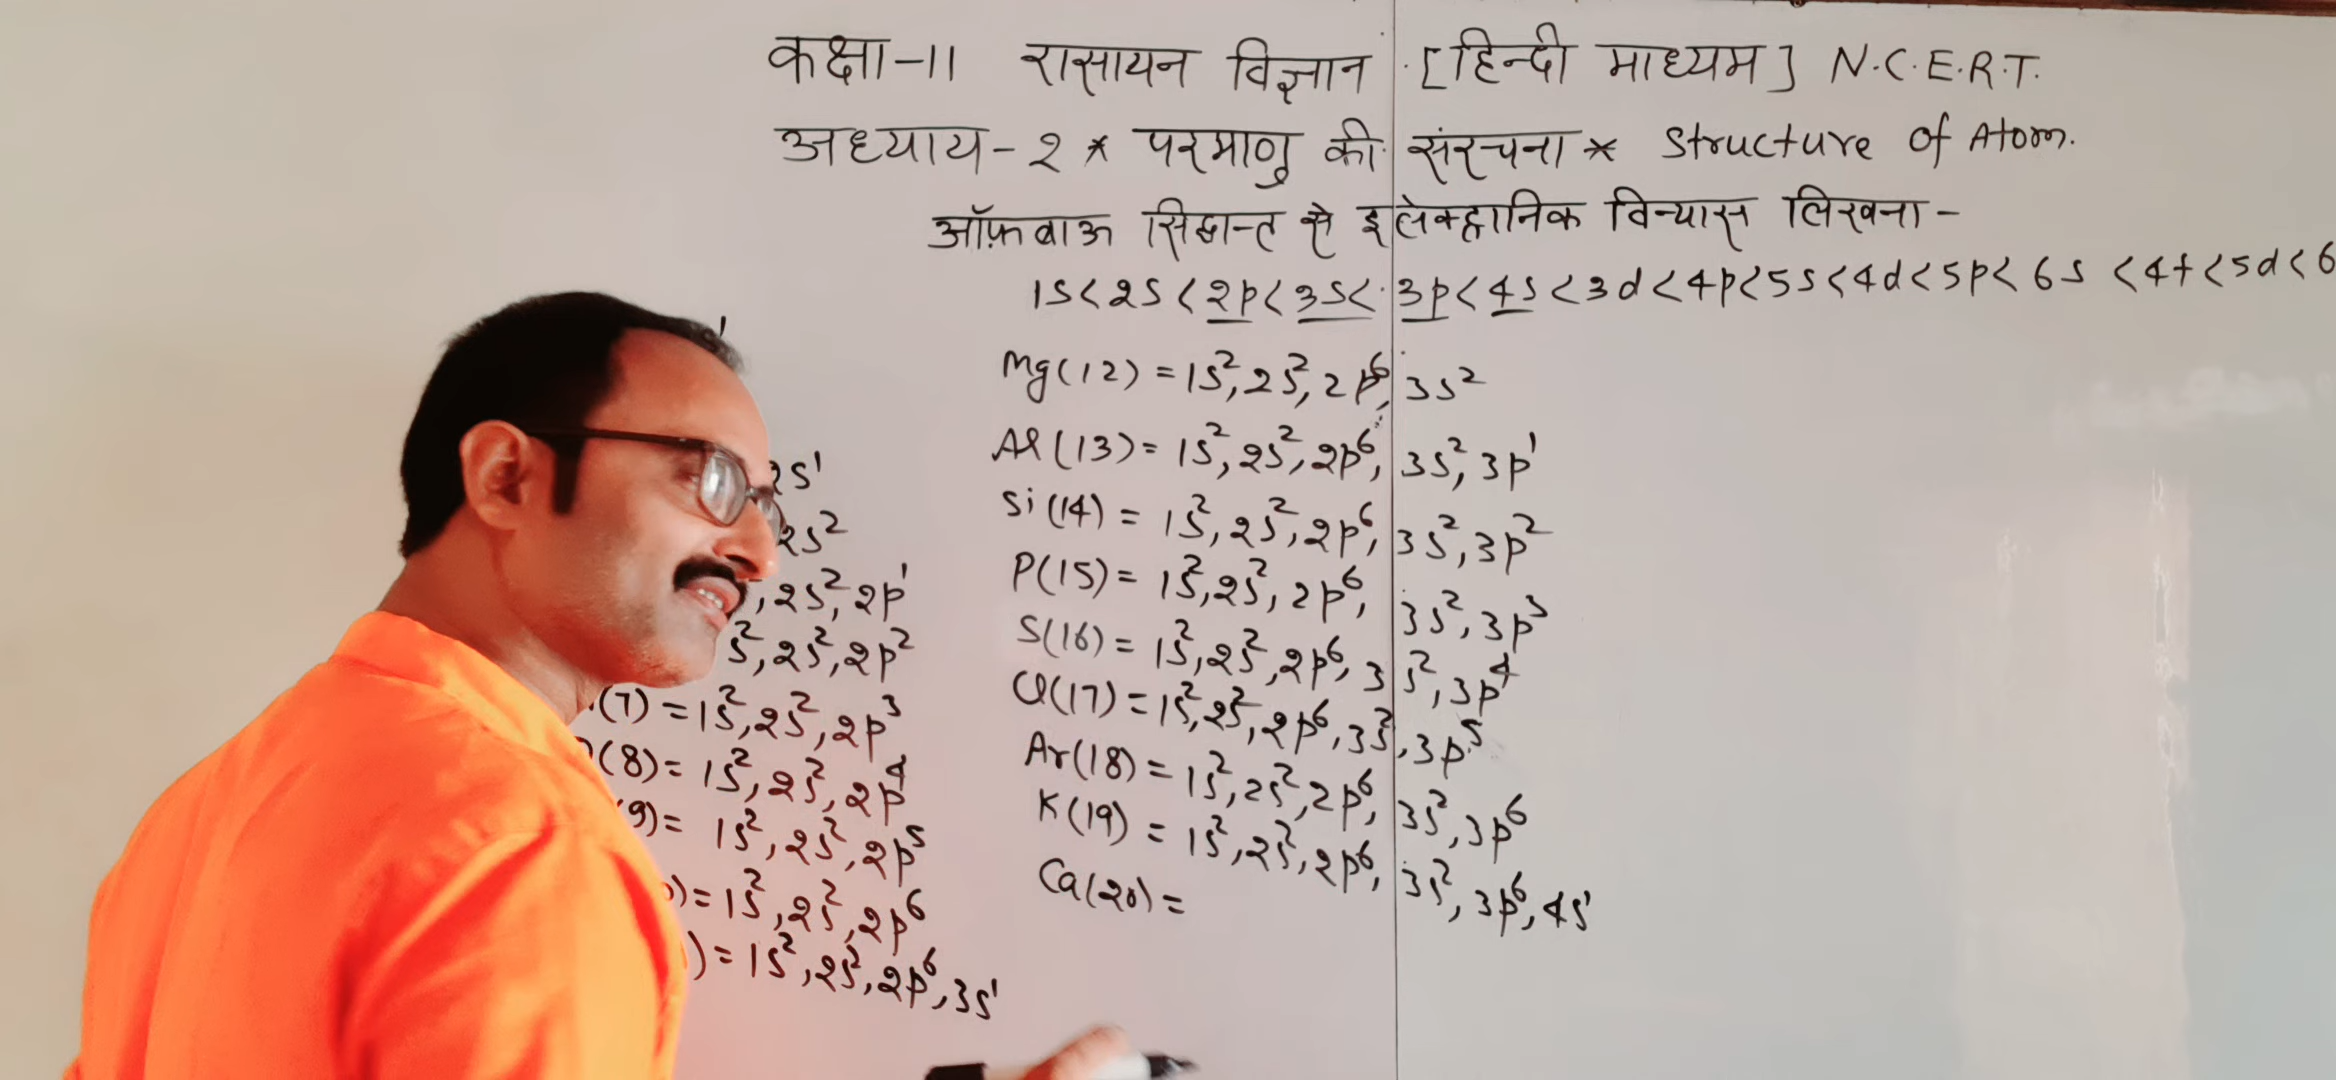 कक्षा-11 रासायन विज्ञान [हिन्दी माध्यम] N.C.E.R.T.
अध्याय-2 * परमाणु की संरचना * Structure of Atom.
ऑफ़बाऊ सिद्धान्त से इलेक्ट्रानिक विन्यास लिखना-
1s<2s<2p<3s<3p<4s<3d<4p<5s<4d<5p<6s<4f<5d<6
2s¹
2s²
,2s²,2p¹
s²,2s²,2p²
(7)=1s²,2s²,2p³
(8)=1s²,2s²,2p⁴
(9)=1s²,2s²,2p⁵
)=1s²,2s²,2p⁶
)=1s²,2s²,2p⁶,3s¹
Mg(12)=1s²,2s²,2p⁶,3s²
Al(13)=1s²,2s²,2p⁶,3s²,3p¹
Si(14)=1s²,2s²,2p⁶,3s²,3p²
P(15)=1s²,2s²,2p⁶,3s²,3p³
S(16)=1s²,2s²,2p⁶,3s²,3p⁴
Cl(17)=1s²,2s²,2p⁶,3s²,3p⁵
Ar(18)=1s²,2s²,2p⁶,3s²,3p⁶
K(19)=1s²,2s²,2p⁶,3s²,3p⁶,4s¹
Ca(20)=